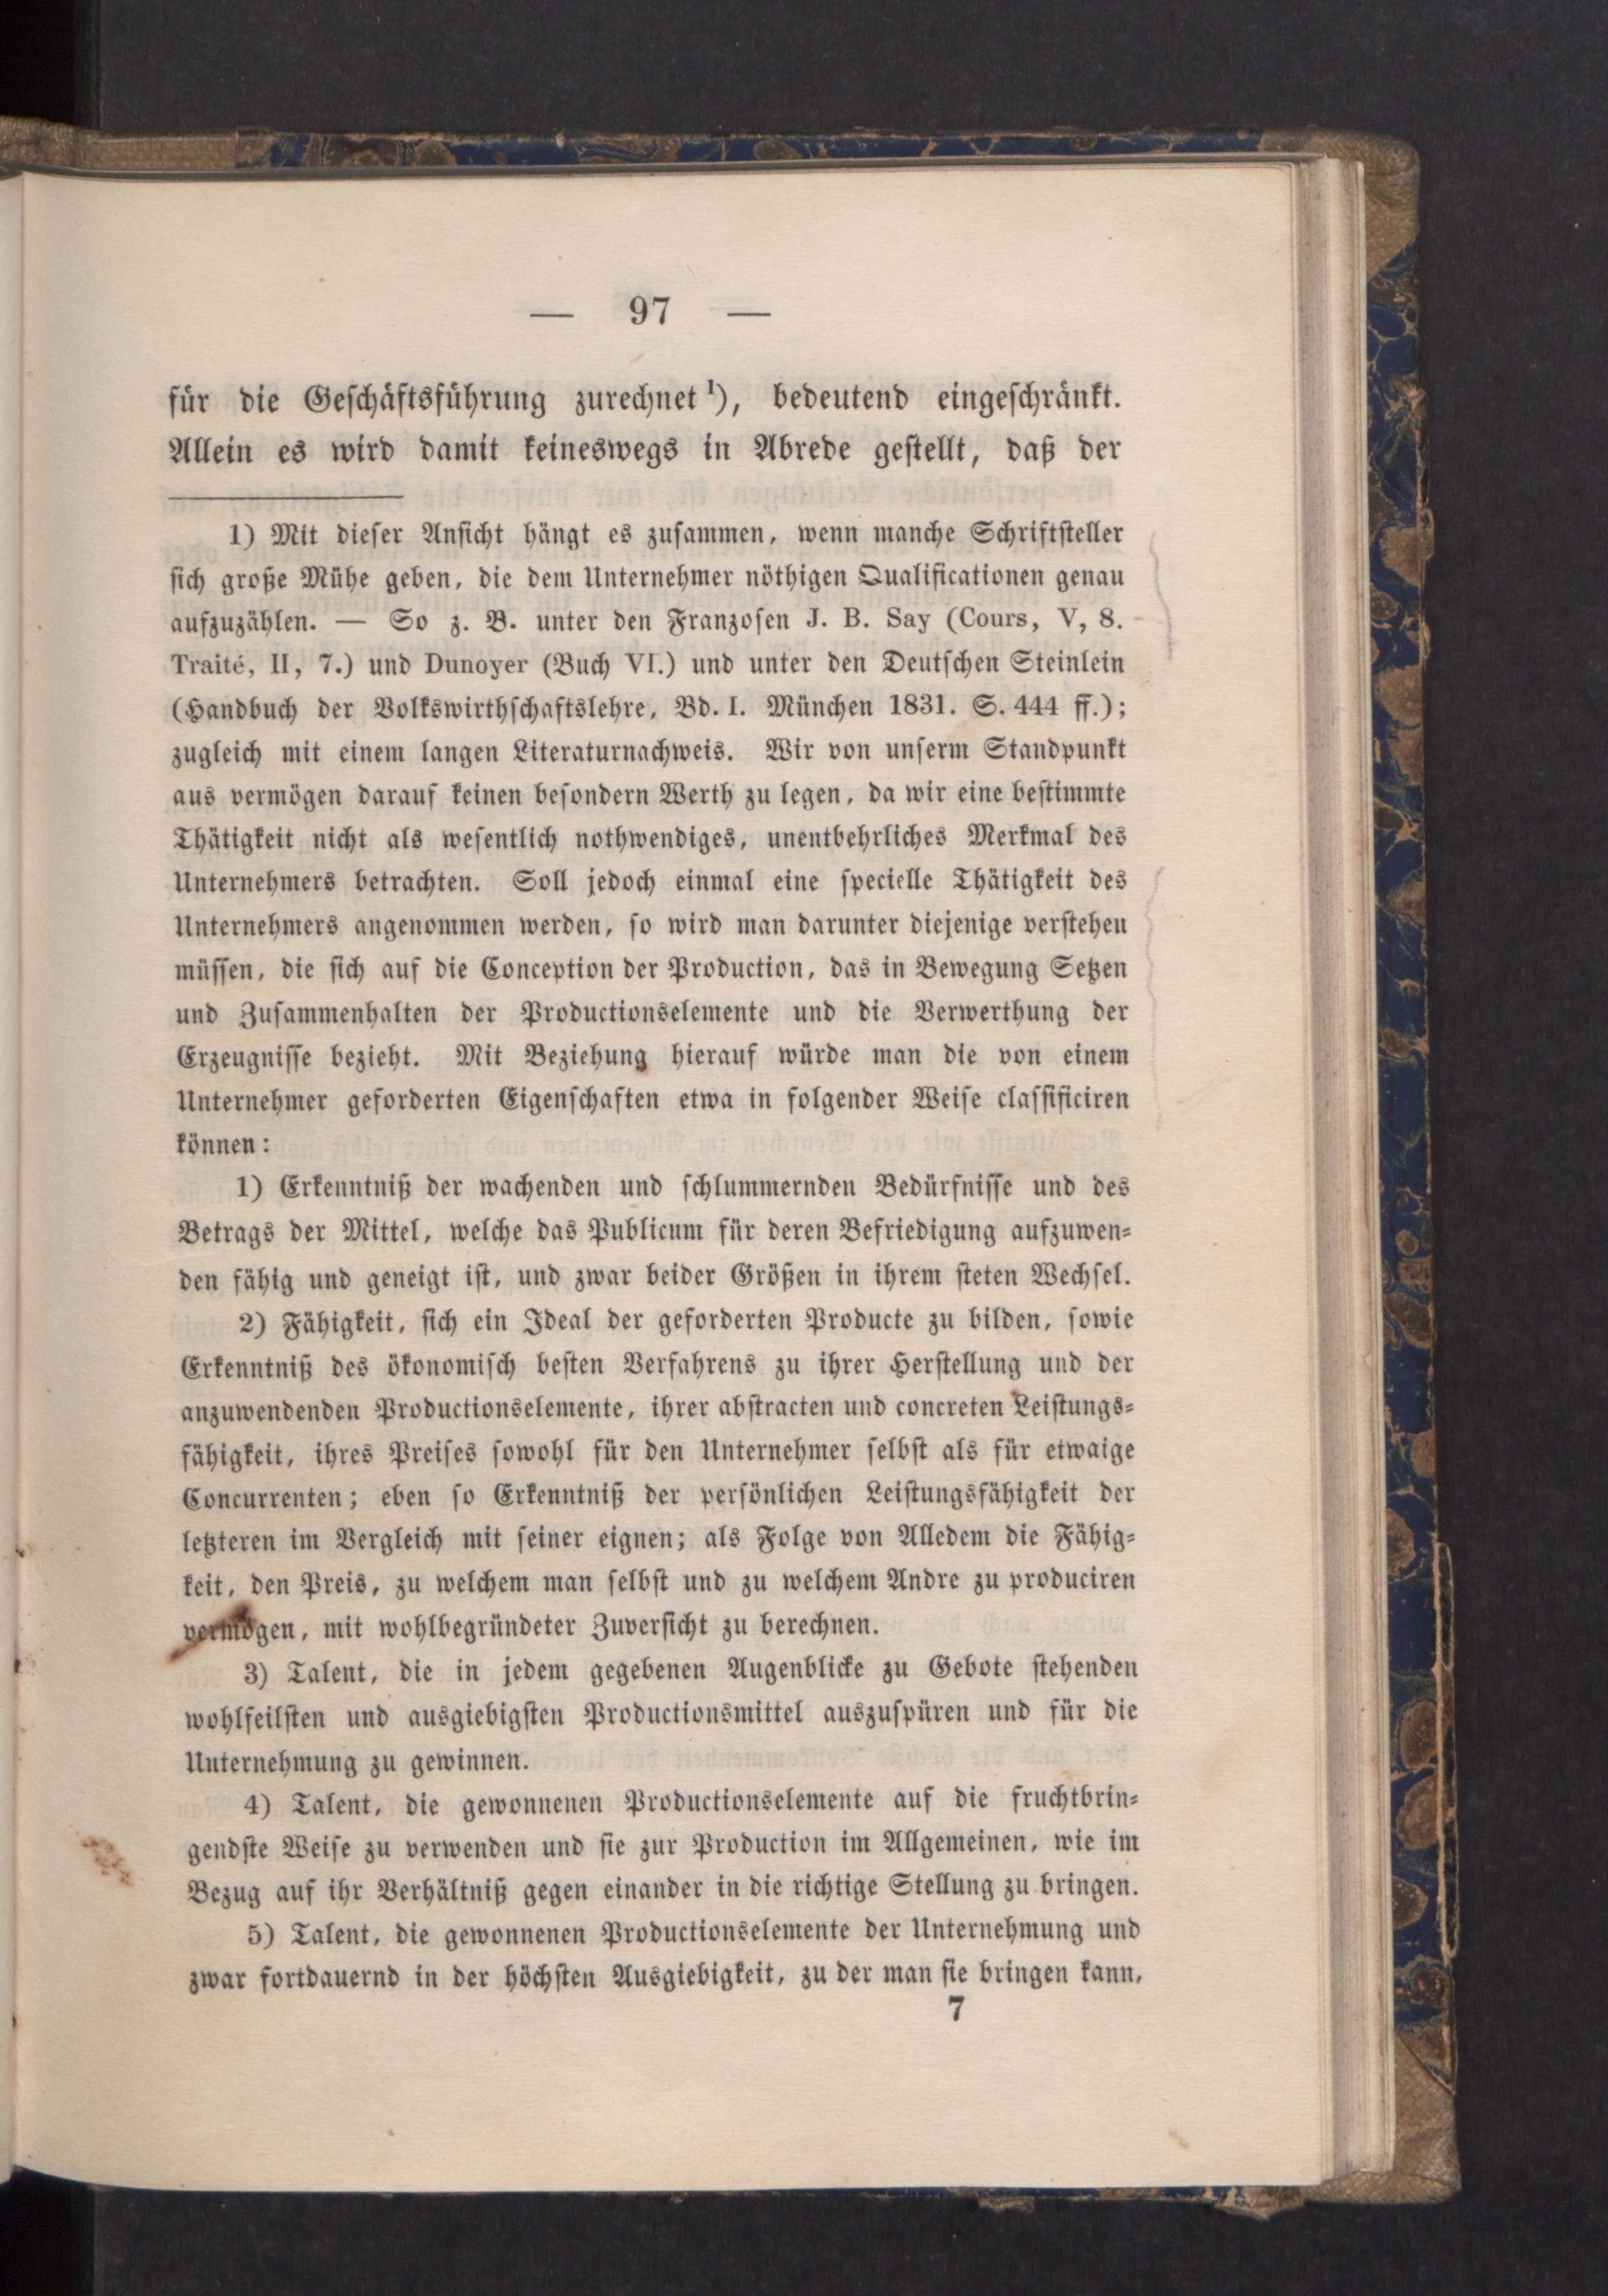 — 97 —
für die Geschäftsführung zurechnet¹), bedeutend eingeschränkt.
Allein es wird damit keineswegs in Abrede gestellt, daß der
1) Mit dieser Ansicht hängt es zusammen, wenn manche Schriftsteller
sich große Mühe geben, die dem Unternehmer nöthigen Qualificationen genau
aufzuzählen. — So z. B. unter den Franzosen J. B. Say (Cours, V, 8.
Traité, II, 7.) und Dunoyer (Buch VI.) und unter den Deutschen Steinlein
(Handbuch der Volkswirthschaftslehre, Bd. I. München 1831. S. 444 ff.);
zugleich mit einem langen Literaturnachweis. Wir von unserm Standpunkt
aus vermögen darauf keinen besondern Werth zu legen, da wir eine bestimmte
Thätigkeit nicht als wesentlich nothwendiges, unentbehrliches Merkmal des
Unternehmers betrachten. Soll jedoch einmal eine specielle Thätigkeit des
Unternehmers angenommen werden, so wird man darunter diejenige verstehen
müssen, die sich auf die Conception der Production, das in Bewegung Setzen
und Zusammenhalten der Productionselemente und die Verwerthung der
Erzeugnisse bezieht. Mit Beziehung hierauf würde man die von einem
Unternehmer geforderten Eigenschaften etwa in folgender Weise classificiren
können:
1) Erkenntniß der wachenden und schlummernden Bedürfnisse und des
Betrags der Mittel, welche das Publicum für deren Befriedigung aufzuwen-
den fähig und geneigt ist, und zwar beider Größen in ihrem steten Wechsel.
2) Fähigkeit, sich ein Ideal der geforderten Producte zu bilden, sowie
Erkenntniß des ökonomisch besten Verfahrens zu ihrer Herstellung und der
anzuwendenden Productionselemente, ihrer abstracten und concreten Leistungs-
fähigkeit, ihres Preises sowohl für den Unternehmer selbst als für etwaige
Concurrenten; eben so Erkenntniß der persönlichen Leistungsfähigkeit der
letzteren im Vergleich mit seiner eignen; als Folge von Alledem die Fähig-
keit, den Preis, zu welchem man selbst und zu welchem Andre zu produciren
vermögen, mit wohlbegründeter Zuversicht zu berechnen.
3) Talent, die in jedem gegebenen Augenblicke zu Gebote stehenden
wohlfeilsten und ausgiebigsten Productionsmittel auszuspüren und für die
Unternehmung zu gewinnen.
4) Talent, die gewonnenen Productionselemente auf die fruchtbrin-
gendste Weise zu verwenden und sie zur Production im Allgemeinen, wie im
Bezug auf ihr Verhältniß gegen einander in die richtige Stellung zu bringen.
5) Talent, die gewonnenen Productionselemente der Unternehmung und
zwar fortdauernd in der höchsten Ausgiebigkeit, zu der man sie bringen kann,
7